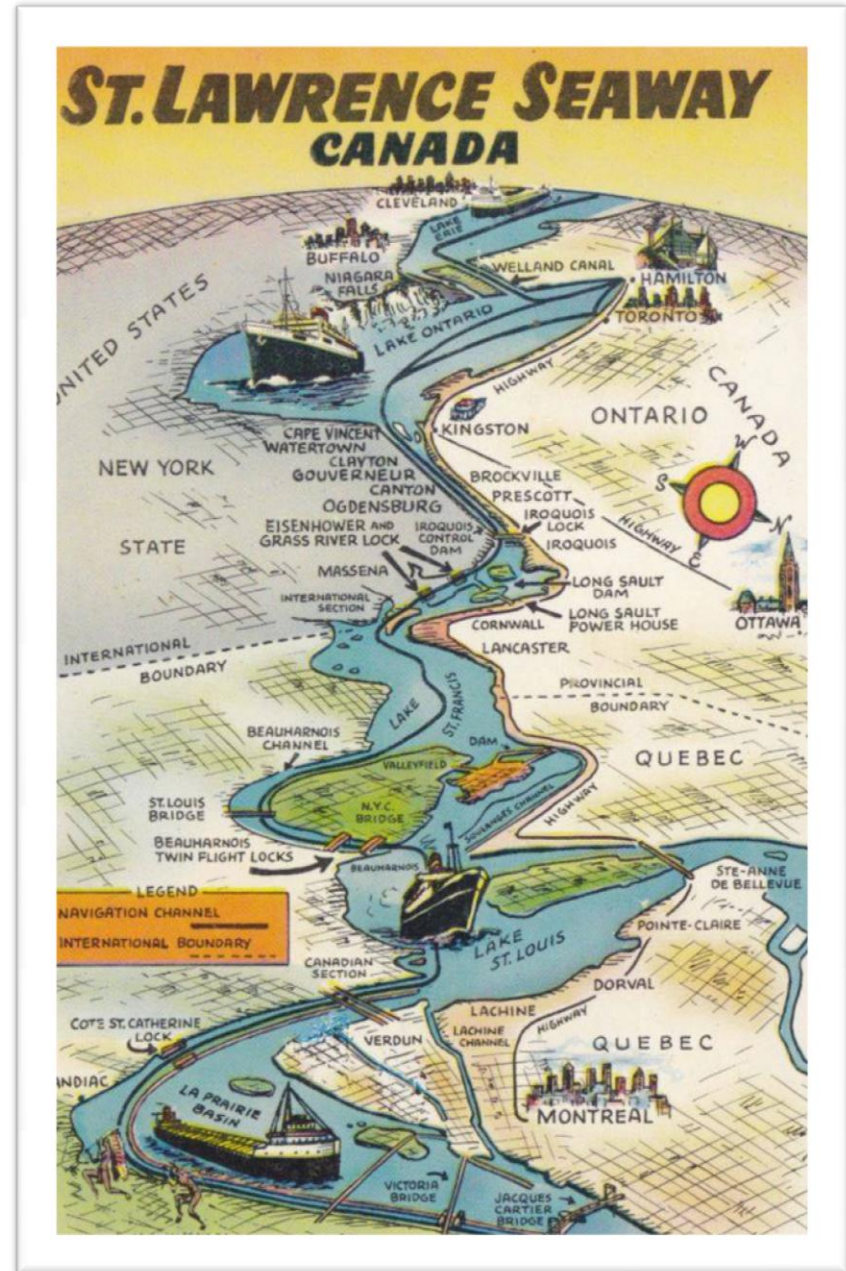 ST. LAWRENCE SEAWAY
CANADA
CLEVELAND
LAKE
ERIE
BUFFALO
WELLAND CANAL
HAMILTON
NIAGARA
FALLS
TORONTO
LAKE ONTARIO
UNITED STATES
HIGHWAY
CANADA
ONTARIO
KINGSTON
CAPE VINCENT
WATERTOWN
CLAYTON
GOUVERNEUR
CANTON
OGDENSBURG
NEW YORK
STATE
BROCKVILLE
PRESCOTT
IROQUOIS
LOCK
IROQUOIS
HIGHWAY
W
S
N
E
EISENHOWER AND
GRASS RIVER LOCK
IROQUOIS
CONTROL
DAM
MASSENA
INTERNATIONAL
SECTION
LONG SAULT
DAM
LONG SAULT
POWER HOUSE
OTTAWA
CORNWALL
LANCASTER
INTERNATIONAL
BOUNDARY
PROVINCIAL
BOUNDARY
LAKE
ST. FRANCIS
BEAUHARNOIS
CHANNEL
DAM
VALLEYFIELD
QUEBEC
ST. LOUIS
BRIDGE
N.Y.C.
BRIDGE
SOULANGES CHANNEL
HIGHWAY
BEAUHARNOIS
TWIN FLIGHT LOCKS
BEAUHARNOIS
STE-ANNE
DE BELLEVUE
LEGEND
NAVIGATION CHANNEL
INTERNATIONAL BOUNDARY
POINTE-CLAIRE
LAKE
ST. LOUIS
CANADIAN
SECTION
DORVAL
LACHINE
LACHINE
CHANNEL
HIGHWAY
COTE ST. CATHERINE
LOCK
VERDUN
QUEBEC
ANDIAC
LA PRAIRIE
BASIN
MONTREAL
VICTORIA
BRIDGE
JACQUES
CARTIER
BRIDGE